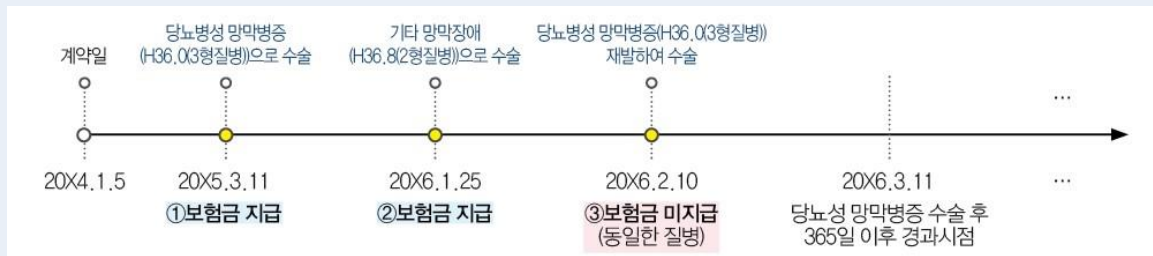 계약일
당뇨병성 망막병증
(H36.0(3형질병))으로 수술
기타 망막장애
(H36.8(2형질병))으로 수술
당뇨병성 망막병증(H36.0(3형질병))
재발하여 수술
...
20X4.1.5
20X5.3.11
20X6.1.25
20X6.2.10
20X6.3.11
...
①보험금 지급
②보험금 지급
③보험금 미지급
(동일한 질병)
당뇨성 망막병증 수술 후
365일 이후 경과시점